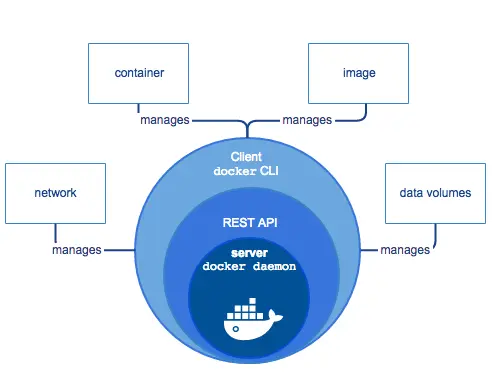 container
image
manages
manages
Client
docker CLI
network
data volumes
REST API
manages
manages
server
docker daemon